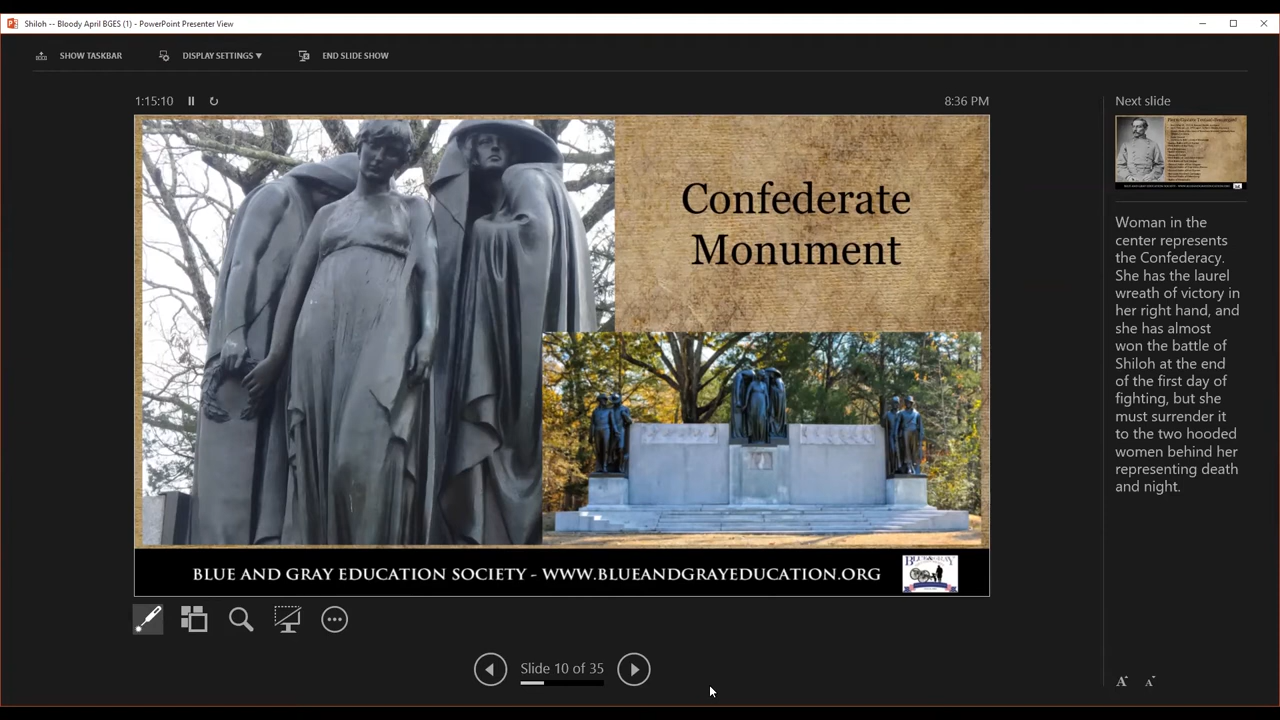 Shiloh -- Bloody April BGES (1) - PowerPoint Presenter View
SHOW TASKBAR
DISPLAY SETTINGS ▼
END SLIDE SHOW
1:15:10
8:36 PM
Confederate
Monument
BLUE AND GRAY EDUCATION SOCIETY - WWW.BLUEANDGRAYEDUCATION.ORG
Slide 10 of 35
Next slide
Woman in the
center represents
the Confederacy.
She has the laurel
wreath of victory in
her right hand, and
she has almost
won the battle of
Shiloh at the end
of the first day of
fighting, but she
must surrender it
to the two hooded
women behind her
representing death
and night.
A
A